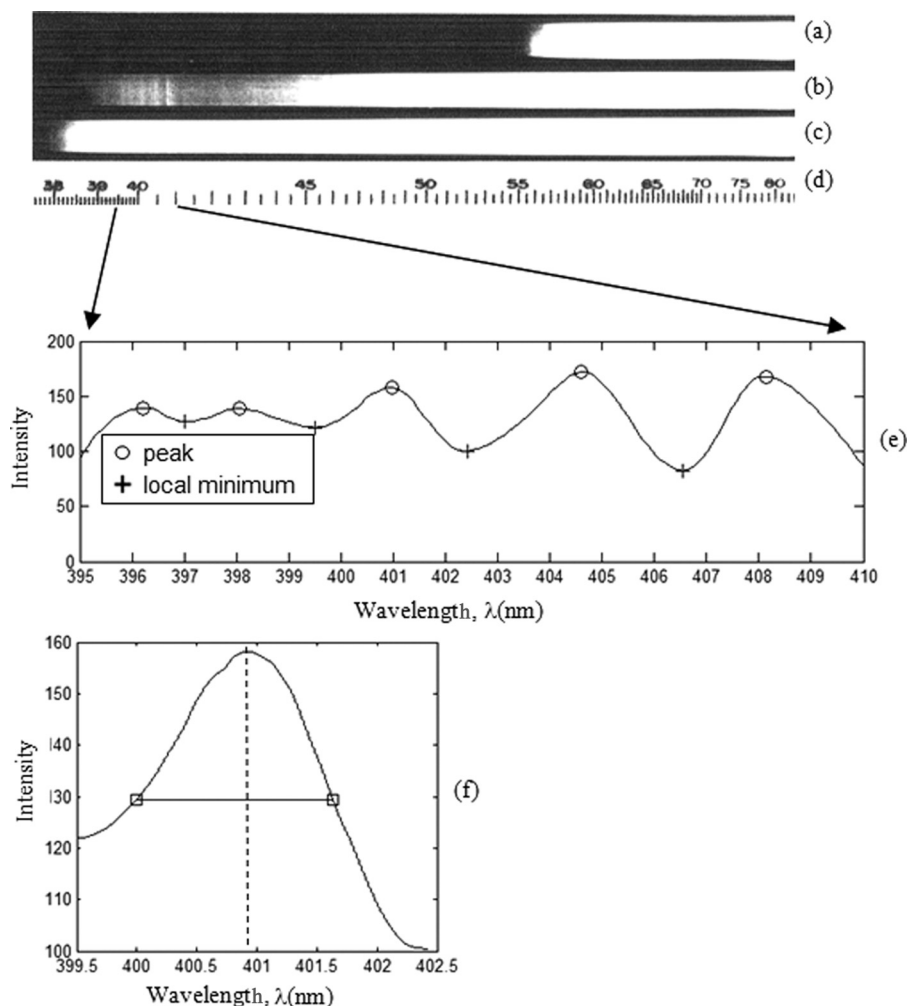 (a)
(b)
(c)
38 39 40 45 50 55 60 65 70 75 80 (d)
200
150
100
50
0
Intensity
peak
local minimum
(e)
395 396 397 398 399 400 401 402 403 404 405 406 407 408 409 410
Wavelength, λ(nm)
160
150
140
130
120
110
100
Intensity
(f)
399.5 400 400.5 401 401.5 402 402.5
Wavelength, λ(nm)